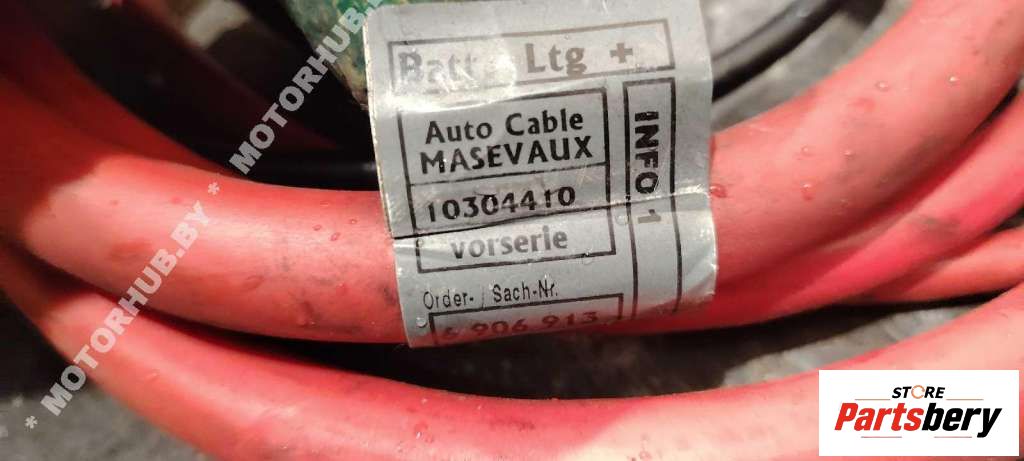 Batt. Ltg +
Auto Cable
MASEVAUX
10304410
vorserie
INFO 1
Order- / Sach-Nr.
6 906 913
* MOTORHUB.BY * MOTORHUB.BY
STORE
Partsbery